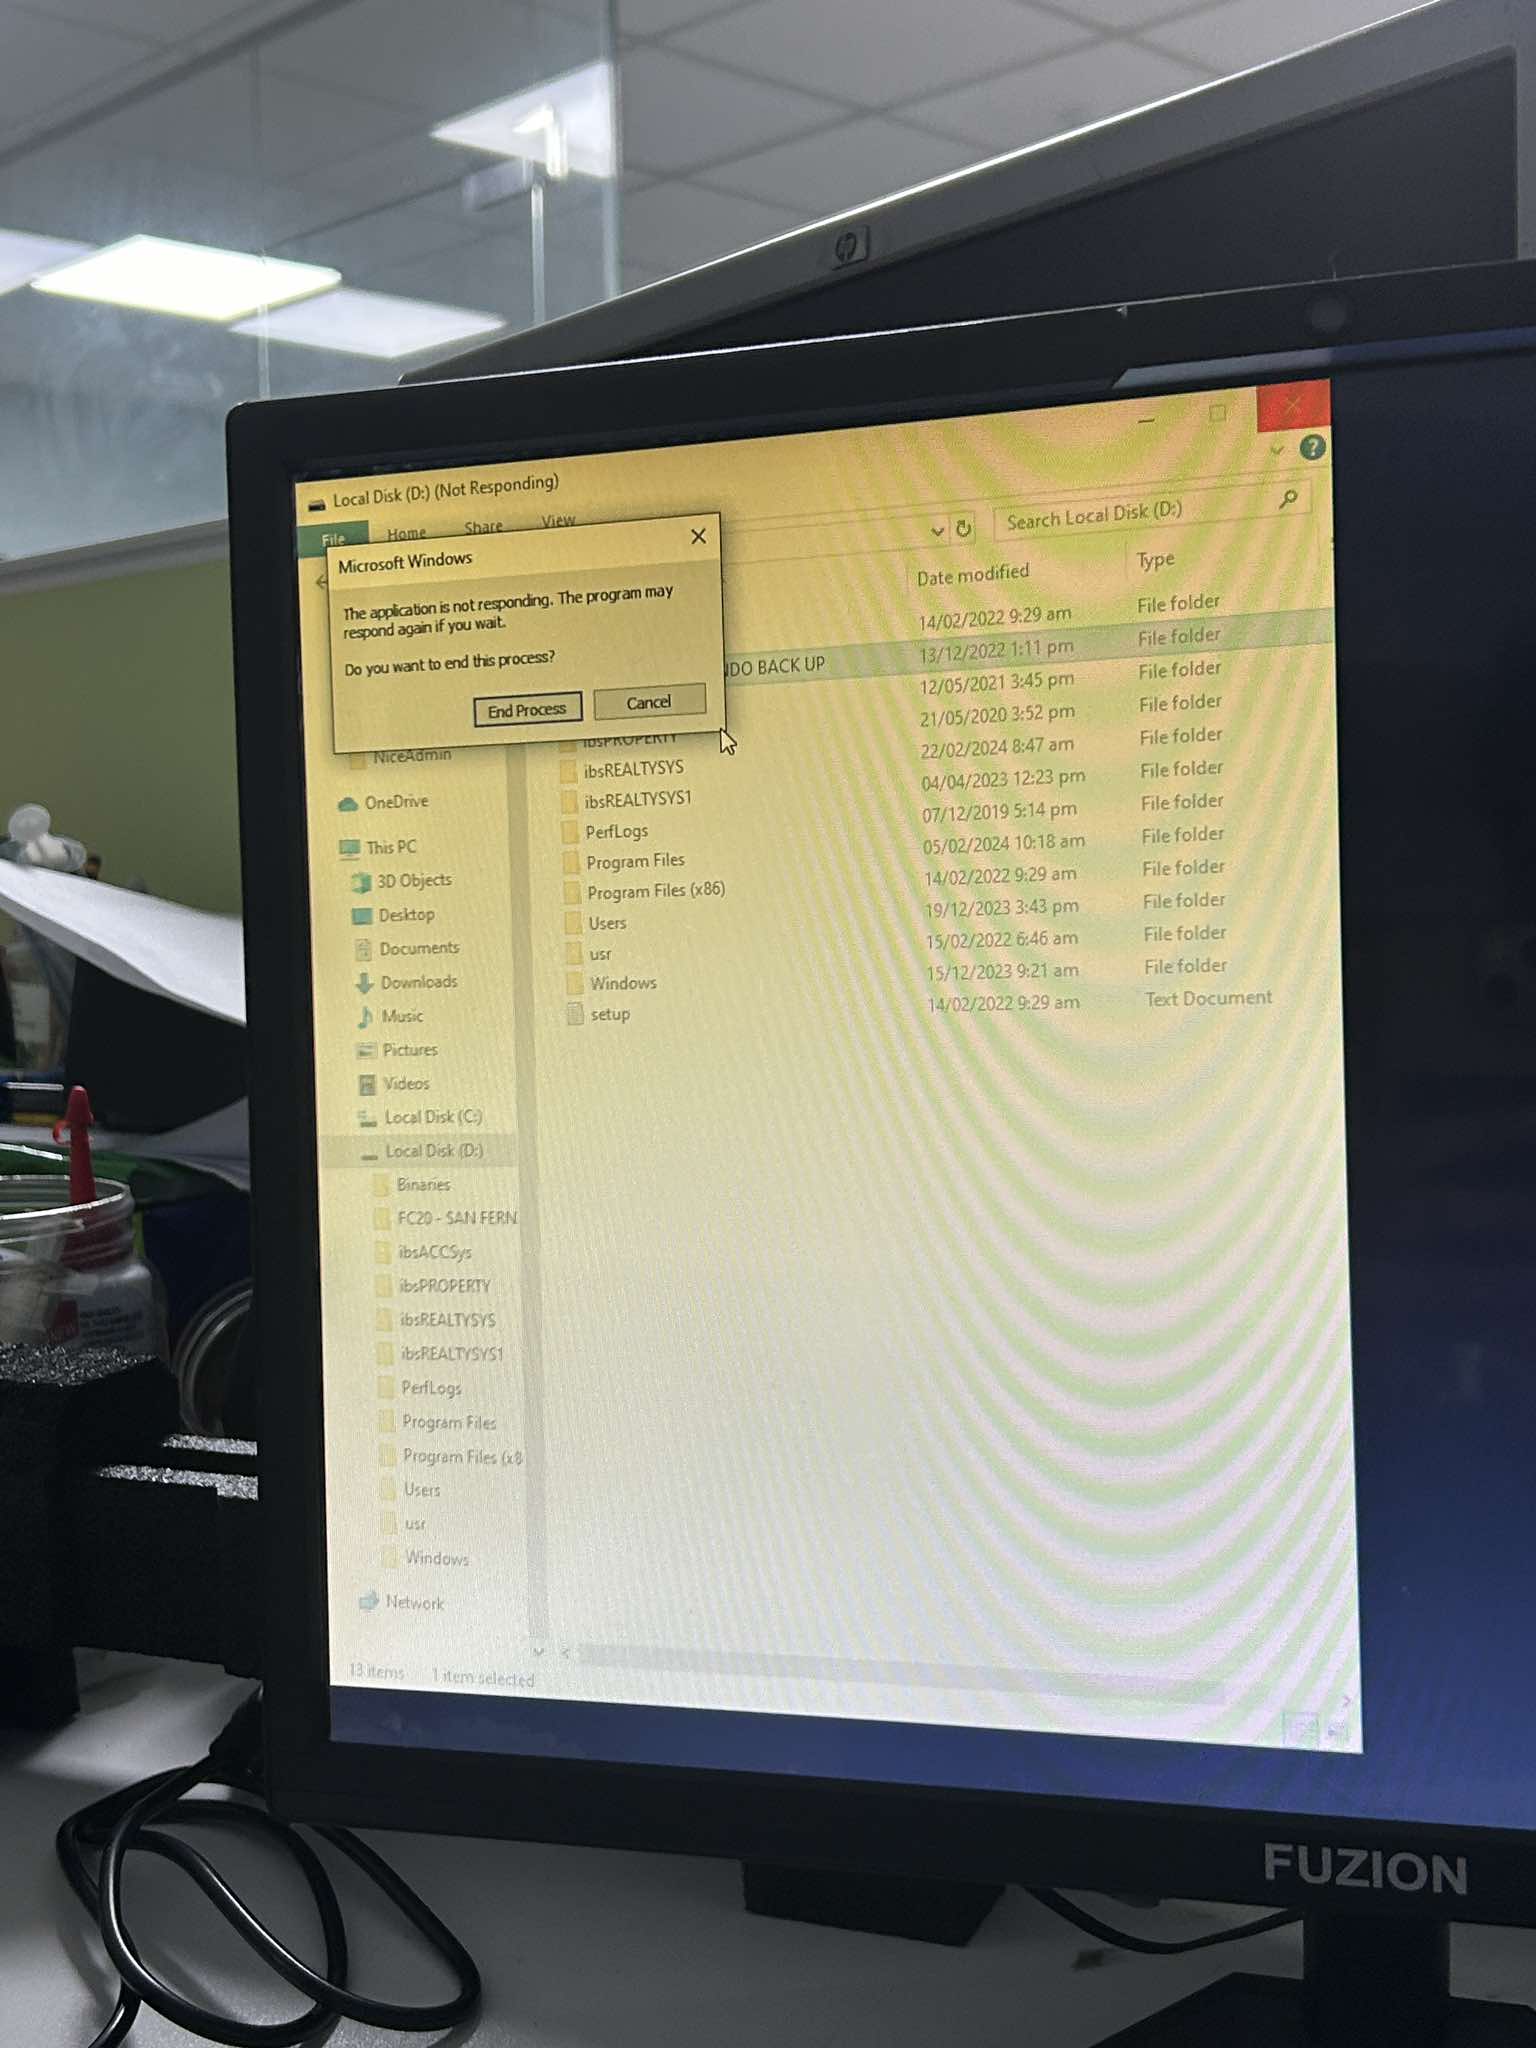 hp
Local Disk (D:) (Not Responding)
File Home Share View
Search Local Disk (D:)
Microsoft Windows
The application is not responding. The program may
respond again if you wait.
Do you want to end this process?
End Process Cancel
Date modified Type
14/02/2022 9:29 am File folder
NDO BACK UP 13/12/2022 1:11 pm File folder
12/05/2021 3:45 pm File folder
21/05/2020 3:52 pm File folder
ibsPROPERTY 22/02/2024 8:47 am File folder
ibsREALTYSYS 04/04/2023 12:23 pm File folder
ibsREALTYSYS1 07/12/2019 5:14 pm File folder
PerfLogs 05/02/2024 10:18 am File folder
Program Files 14/02/2022 9:29 am File folder
Program Files (x86) 19/12/2023 3:43 pm File folder
Users 15/02/2022 6:46 am File folder
usr 15/12/2023 9:21 am File folder
Windows 14/02/2022 9:29 am Text Document
setup
NiceAdmin
OneDrive
This PC
3D Objects
Desktop
Documents
Downloads
Music
Pictures
Videos
Local Disk (C:)
Local Disk (D:)
Binaries
FC20 - SAN FERN
ibsACCSys
ibsPROPERTY
ibsREALTYSYS
ibsREALTYSYS1
PerfLogs
Program Files
Program Files (x8
Users
usr
Windows
Network
13 items 1 item selected
FUZION